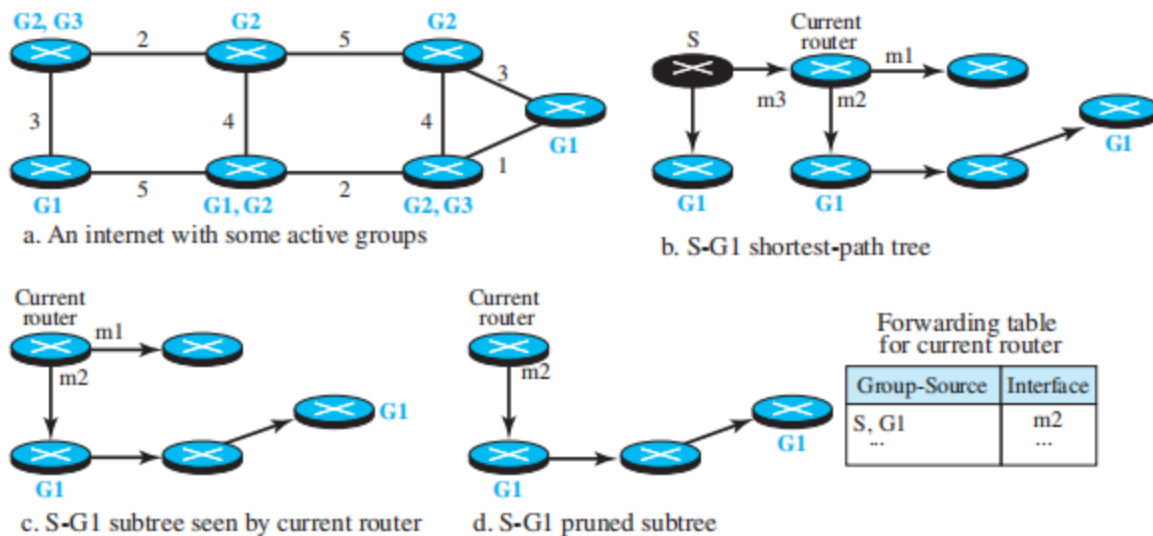 G2, G3
G2
G2
2
5
3
3
4
4
G1
1
5
2
G1
G1, G2
G2, G3
a. An internet with some active groups
S
Current
router
m1
m3
m2
G1
G1
G1
b. S-G1 shortest-path tree
Current
router
m1
m2
G1
G1
c. S-G1 subtree seen by current router
Current
router
m2
G1
G1
d. S-G1 pruned subtree
Forwarding table
for current router
Group-Source Interface
S, G1 m2
... ...